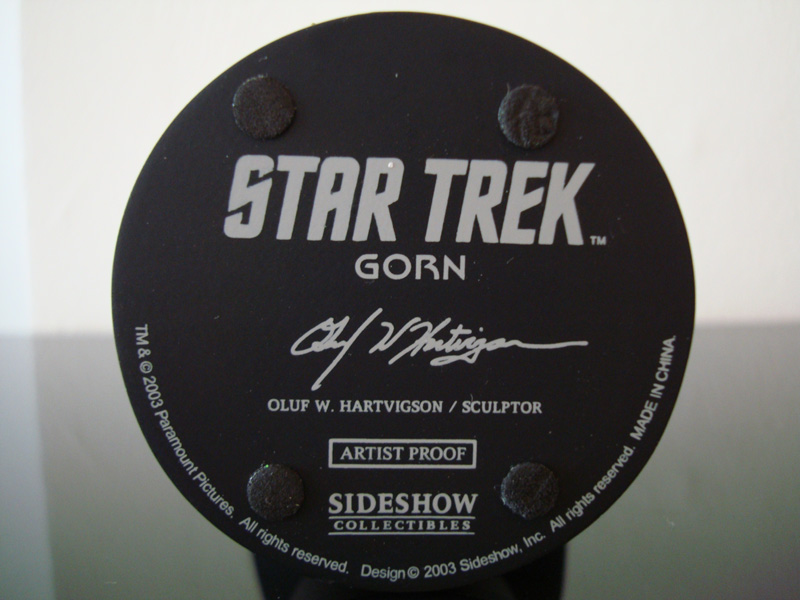 STAR TREK™
GORN
Oluf W Hartvigson
OLUF W. HARTVIGSON / SCULPTOR
ARTIST PROOF
SIDESHOW
COLLECTIBLES
TM & © 2003 Paramount Pictures. All rights reserved. Design © 2003 Sideshow, Inc. All rights reserved. MADE IN CHINA.